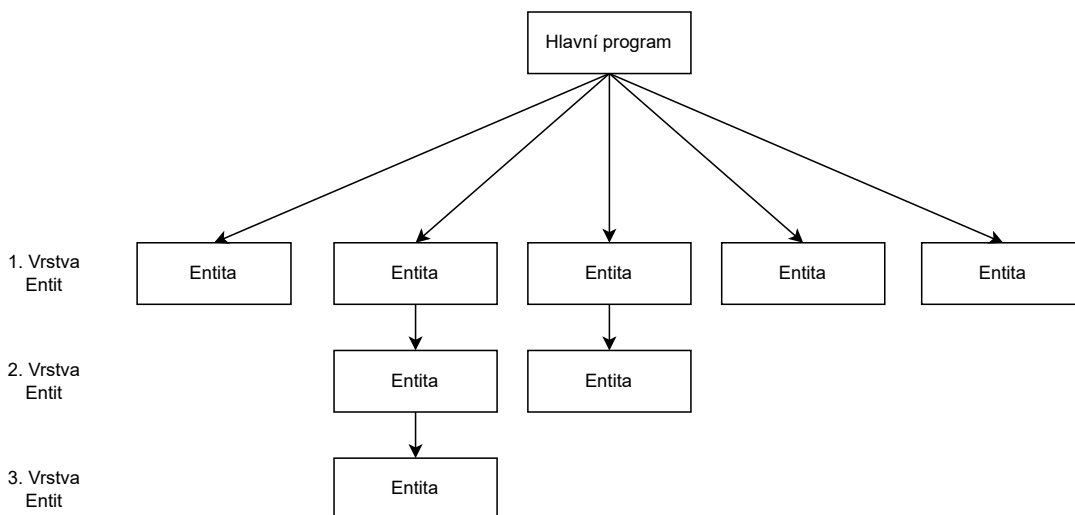 Hlavní program
1. Vrstva
Entit
Entita
Entita
Entita
Entita
Entita
2. Vrstva
Entit
Entita
Entita
3. Vrstva
Entit
Entita